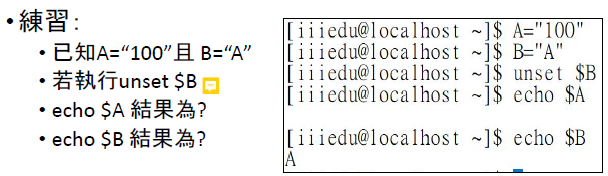 • 練習:
• 已知A=“100”且 B=“A”
• 若執行unset $B
• echo $A 結果為?
• echo $B 結果為?
[iiiedu@localhost ~]$ A="100"
[iiiedu@localhost ~]$ B="A"
[iiiedu@localhost ~]$ unset $B
[iiiedu@localhost ~]$ echo $A

[iiiedu@localhost ~]$ echo $B
A